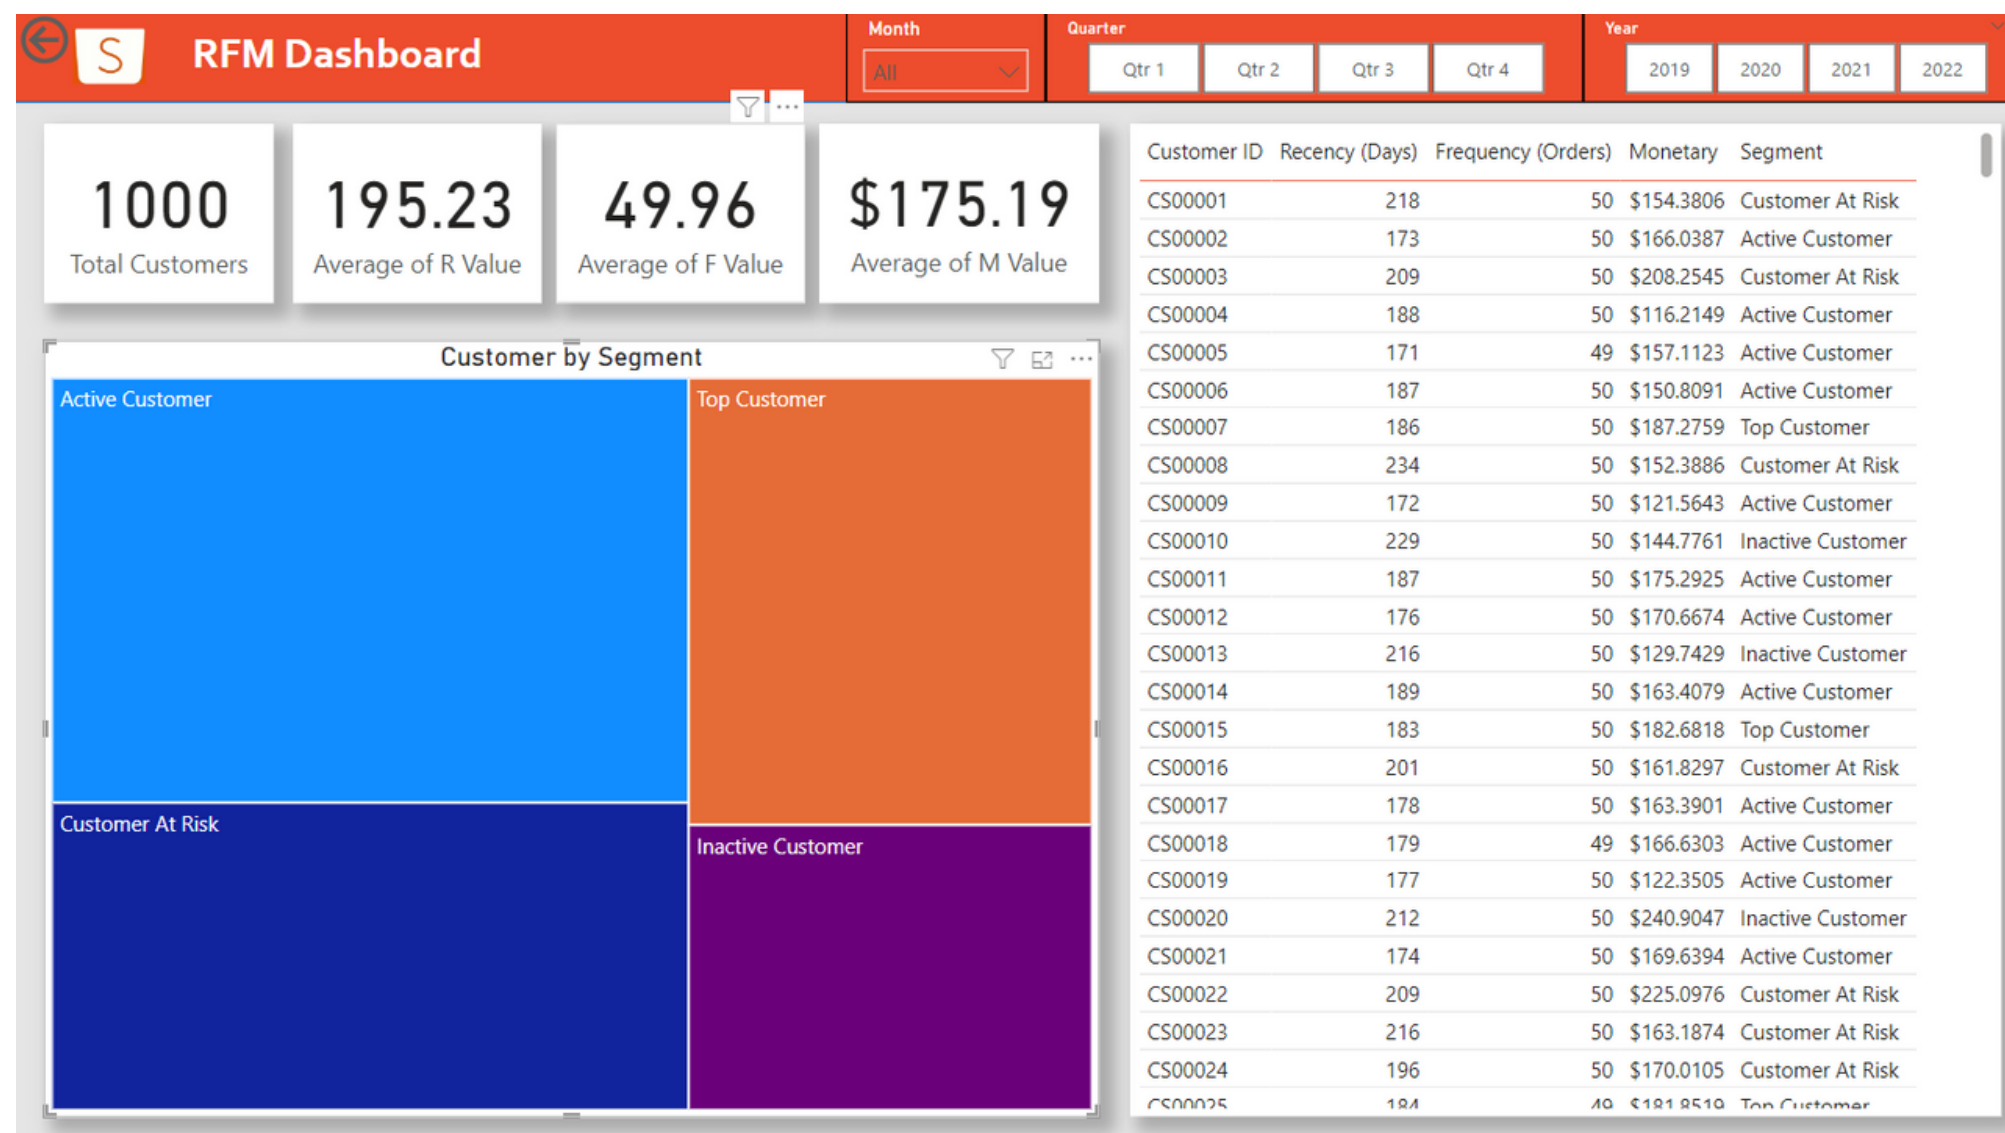 S
RFM Dashboard
Month
All
Quarter
Qtr 1
Qtr 2
Qtr 3
Qtr 4
Year
2019
2020
2021
2022
1000
Total Customers
195.23
Average of R Value
49.96
Average of F Value
$175.19
Average of M Value
Customer by Segment
Active Customer
Top Customer
Customer At Risk
Inactive Customer
Customer ID Recency (Days) Frequency (Orders) Monetary Segment
CS00001 218 50 $154.3806 Customer At Risk
CS00002 173 50 $166.0387 Active Customer
CS00003 209 50 $208.2545 Customer At Risk
CS00004 188 50 $116.2149 Active Customer
CS00005 171 49 $157.1123 Active Customer
CS00006 187 50 $150.8091 Active Customer
CS00007 186 50 $187.2759 Top Customer
CS00008 234 50 $152.3886 Customer At Risk
CS00009 172 50 $121.5643 Active Customer
CS00010 229 50 $144.7761 Inactive Customer
CS00011 187 50 $175.2925 Active Customer
CS00012 176 50 $170.6674 Active Customer
CS00013 216 50 $129.7429 Inactive Customer
CS00014 189 50 $163.4079 Active Customer
CS00015 183 50 $182.6818 Top Customer
CS00016 201 50 $161.8297 Customer At Risk
CS00017 178 50 $163.3901 Active Customer
CS00018 179 49 $166.6303 Active Customer
CS00019 177 50 $122.3505 Active Customer
CS00020 212 50 $240.9047 Inactive Customer
CS00021 174 50 $169.6394 Active Customer
CS00022 209 50 $225.0976 Customer At Risk
CS00023 216 50 $163.1874 Customer At Risk
CS00024 196 50 $170.0105 Customer At Risk
CS00025 184 49 $181.8519 Top Customer